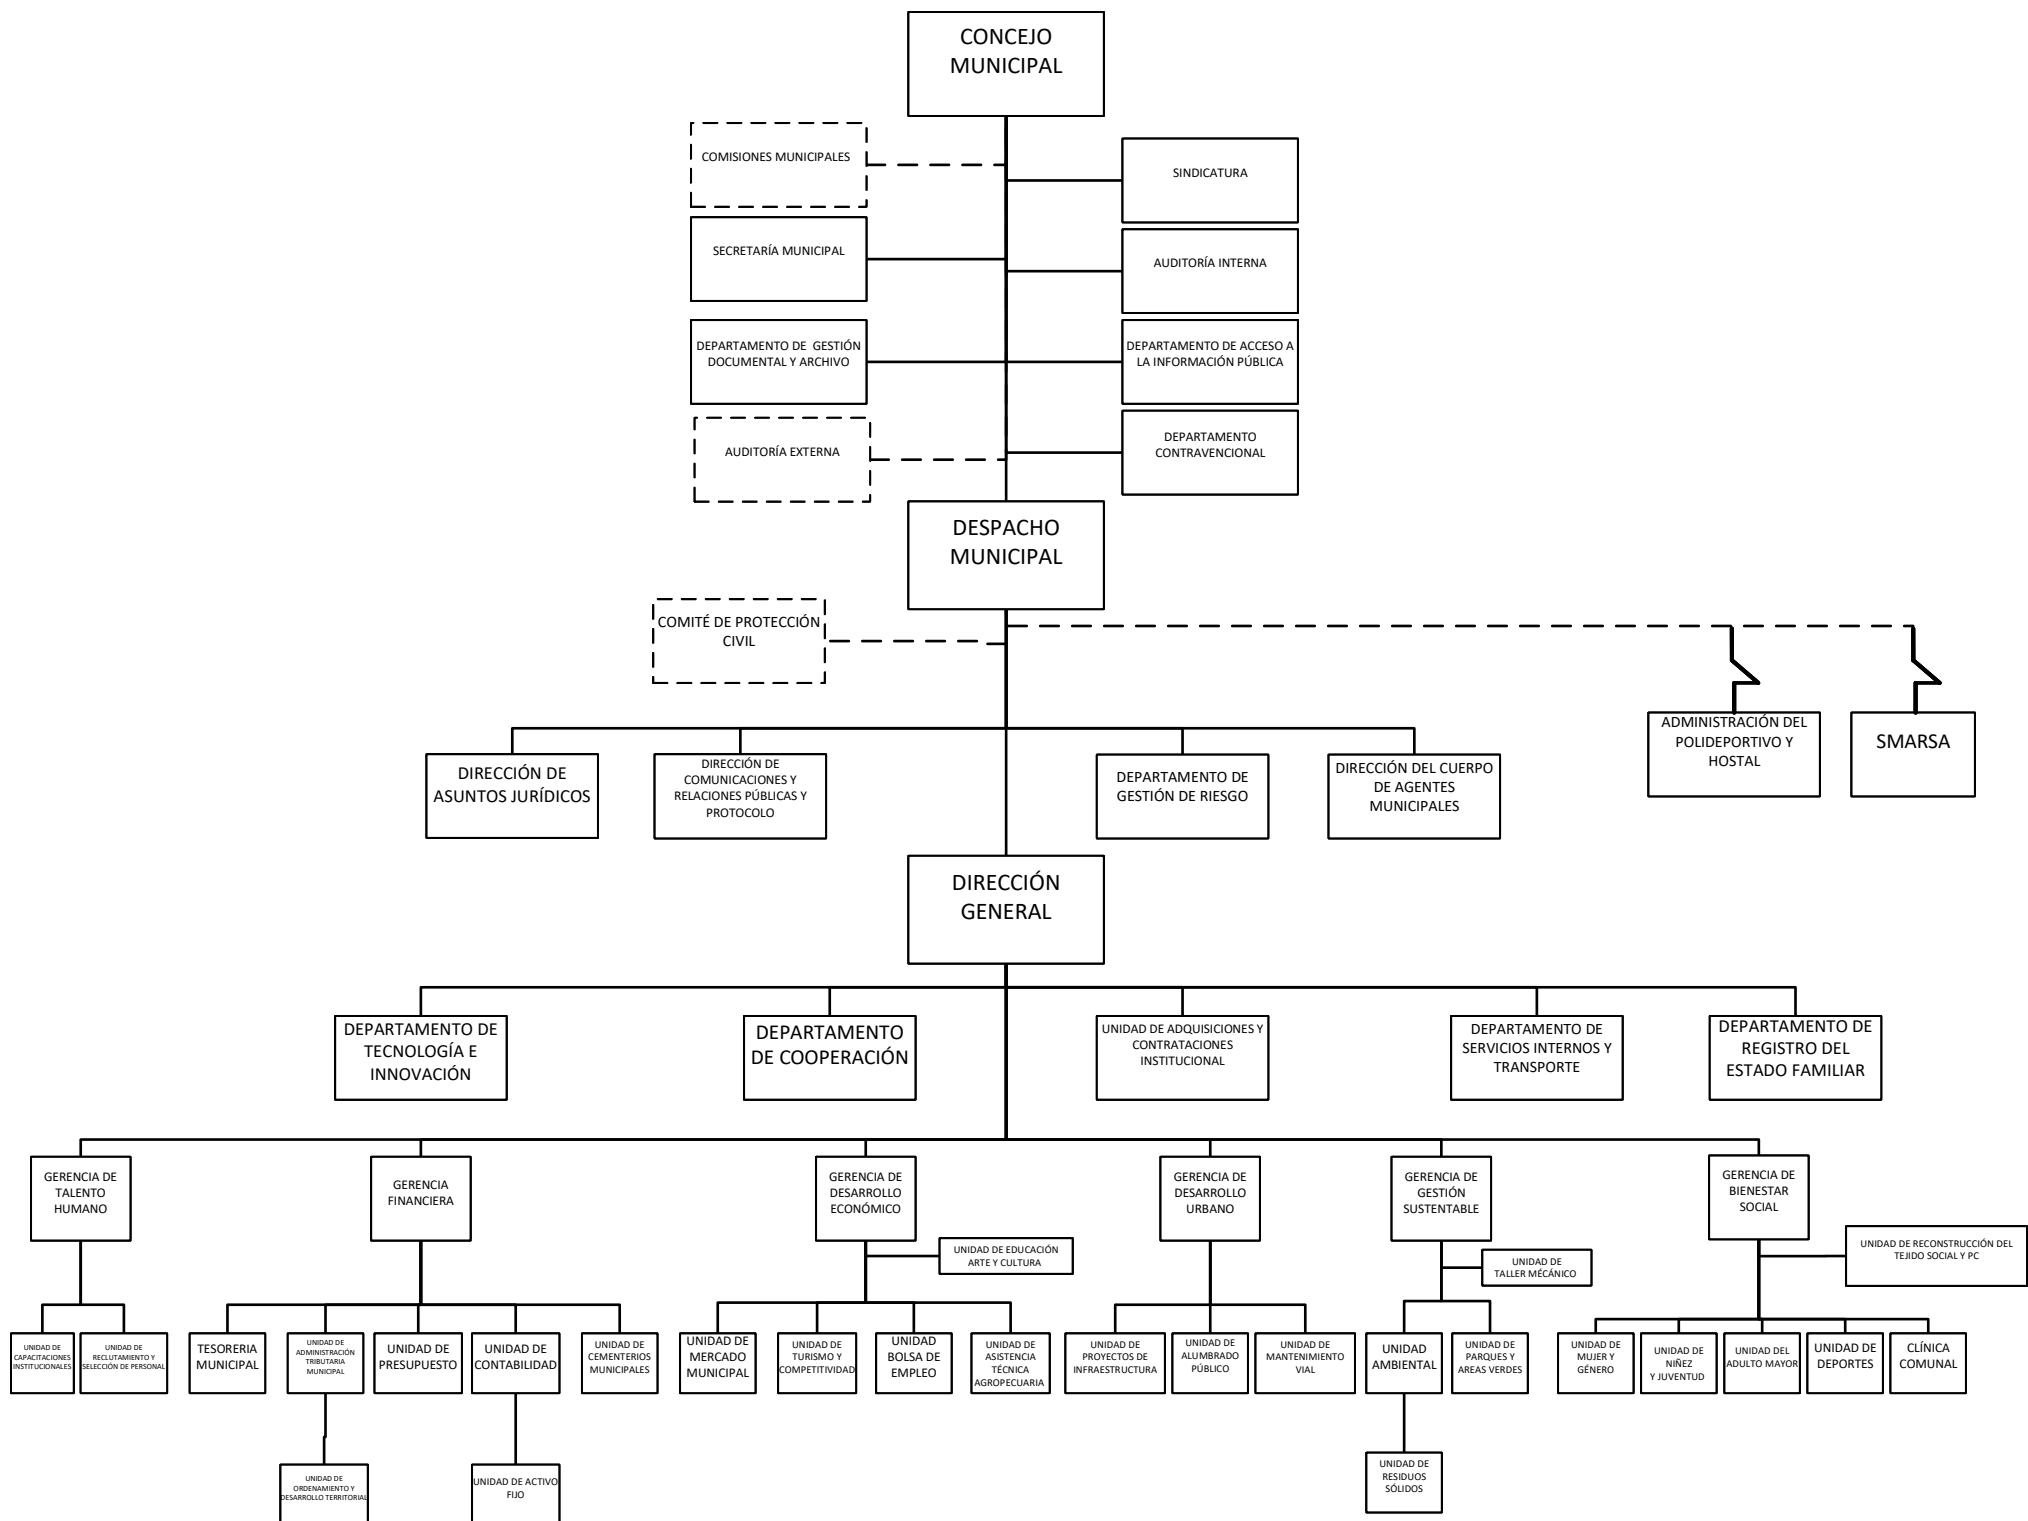 CONCEJO
MUNICIPAL
COMISIONES MUNICIPALES
SINDICATURA
SECRETARÍA MUNICIPAL
AUDITORÍA INTERNA
DEPARTAMENTO DE GESTIÓN
DOCUMENTAL Y ARCHIVO
DEPARTAMENTO DE ACCESO A
LA INFORMACIÓN PÚBLICA
AUDITORÍA EXTERNA
DEPARTAMENTO
CONTRAVENCIONAL
DESPACHO
MUNICIPAL
COMITÉ DE PROTECCIÓN
CIVIL
DIRECCIÓN DE
ASUNTOS JURÍDICOS
DIRECCIÓN DE
COMUNICACIONES Y
RELACIONES PÚBLICAS Y
PROTOCOLO
DEPARTAMENTO DE
GESTIÓN DE RIESGO
DIRECCIÓN DEL CUERPO
DE AGENTES
MUNICIPALES
ADMINISTRACIÓN DEL
POLIDEPORTIVO Y
HOSTAL
SMARSA
DIRECCIÓN
GENERAL
DEPARTAMENTO DE
TECNOLOGÍA E
INNOVACIÓN
DEPARTAMENTO
DE COOPERACIÓN
UNIDAD DE ADQUISICIONES Y
CONTRATACIONES
INSTITUCIONAL
DEPARTAMENTO DE
SERVICIOS INTERNOS Y
TRANSPORTE
DEPARTAMENTO DE
REGISTRO DEL
ESTADO FAMILIAR
GERENCIA DE
TALENTO
HUMANO
GERENCIA
FINANCIERA
GERENCIA DE
DESARROLLO
ECONÓMICO
GERENCIA DE
DESARROLLO
URBANO
GERENCIA DE
GESTIÓN
SUSTENTABLE
GERENCIA DE
BIENESTAR
SOCIAL
UNIDAD DE EDUCACIÓN
ARTE Y CULTURA
UNIDAD DE
TALLER MÉCÁNICO
UNIDAD DE RECONSTRUCCIÓN DEL
TEJIDO SOCIAL Y PC
UNIDAD DE
CAPACITACIONES
INSTITUCIONALES
UNIDAD DE
RECLUTAMIENTO Y
SELECCIÓN DE PERSONAL
TESORERIA
MUNICIPAL
UNIDAD DE
ADMINISTRACIÓN
TRIBUTARIA
MUNICIPAL
UNIDAD DE
PRESUPUESTO
UNIDAD DE
CONTABILIDAD
UNIDAD DE
CEMENTERIOS
MUNICIPALES
UNIDAD DE
MERCADO
MUNICIPAL
UNIDAD DE
TURISMO Y
COMPETITIVIDAD
UNIDAD
BOLSA DE
EMPLEO
UNIDAD DE
ASISTENCIA
TÉCNICA
AGROPECUARIA
UNIDAD DE
PROYECTOS DE
INFRAESTRUCTURA
UNIDAD DE
ALUMBRADO
PÚBLICO
UNIDAD DE
MANTENIMIENTO
VIAL
UNIDAD
AMBIENTAL
UNIDAD DE
PARQUES Y
AREAS VERDES
UNIDAD DE
MUJER Y
GÉNERO
UNIDAD DE
NIÑEZ
Y JUVENTUD
UNIDAD DEL
ADULTO MAYOR
UNIDAD DE
DEPORTES
CLÍNICA
COMUNAL
UNIDAD DE
ORDENAMIENTO Y
DESARROLLO TERRITORIAL
UNIDAD DE ACTIVO
FIJO
UNIDAD DE
RESIDUOS
SÓLIDOS